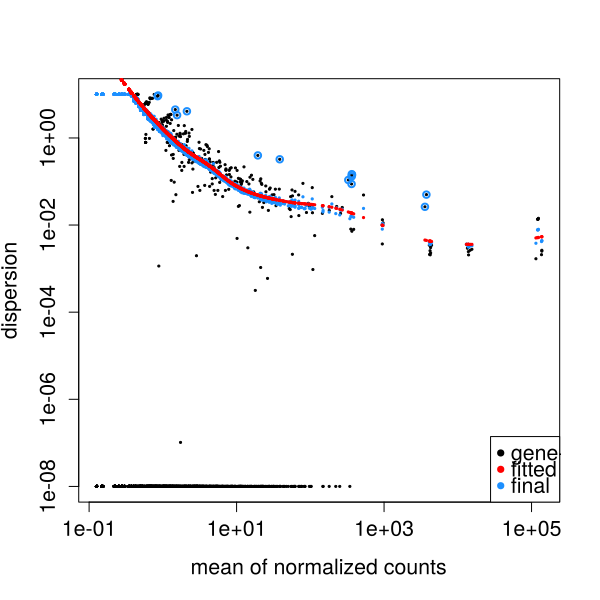 1e+00
1e-02
1e-04
1e-06
1e-08
dispersion
gene-
fitted
final
1e-01
1e+01
1e+03
1e+05
mean of normalized counts